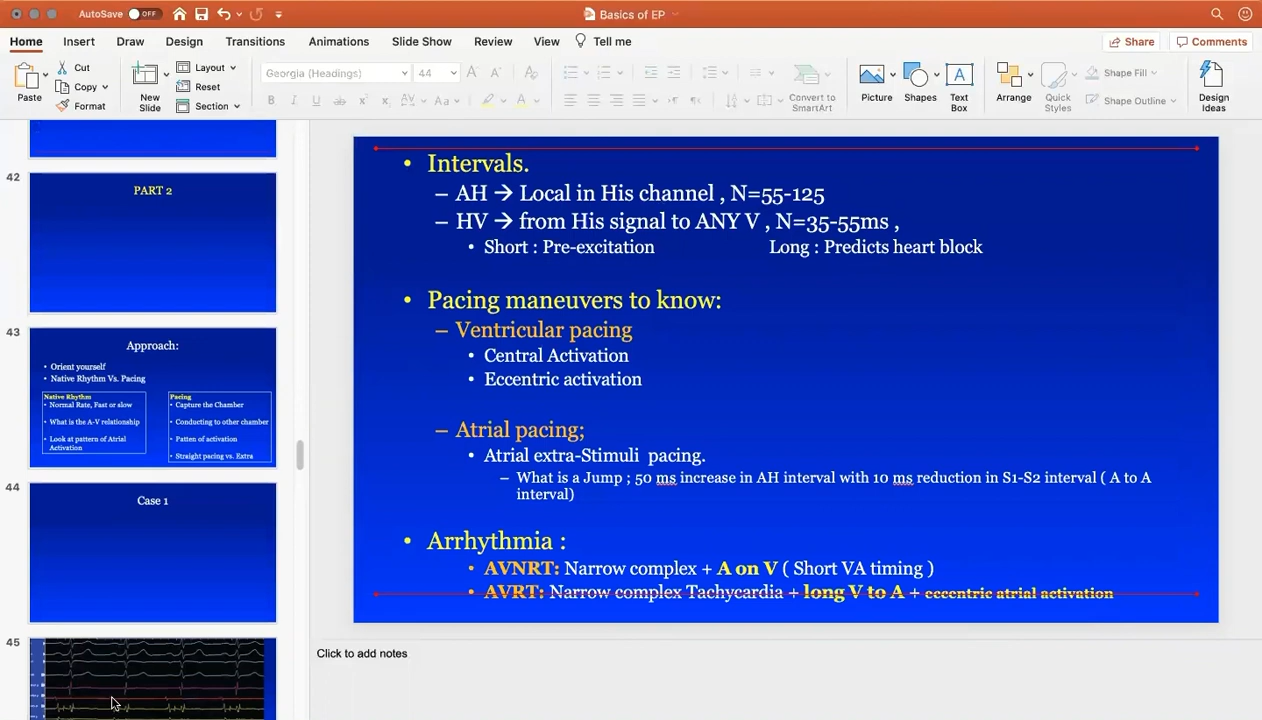 AutoSave OFF
Basics of EP
Home Insert Draw Design Transitions Animations Slide Show Review View Tell me
Share Comments
Paste
Cut
Copy
Format
New Slide
Layout
Reset
Section
Georgia (Headings) 44
Convert to SmartArt
Picture
Shapes
Text Box
Arrange
Quick Styles
Shape Fill
Shape Outline
Design Ideas
42
PART 2
43
Approach:
• Orient yourself
• Native Rhythm Vs. Pacing
Native Rhythm
• Normal Rate, Fast or slow
• What is the A-V relationship
• Look at pattern of Atrial
Activation
Pacing
• Capture the Chamber
• Conducting to other chamber
• Patten of activation
• Straight pacing vs. Extra
44
Case 1
45
• Intervals.
– AH → Local in His channel , N=55-125
– HV → from His signal to ANY V , N=35-55ms ,
• Short : Pre-excitation Long : Predicts heart block
• Pacing maneuvers to know:
– Ventricular pacing
• Central Activation
• Eccentric activation
– Atrial pacing;
• Atrial extra-Stimuli pacing.
– What is a Jump ; 50 ms increase in AH interval with 10 ms reduction in S1-S2 interval ( A to A
interval)
• Arrhythmia :
• AVNRT: Narrow complex + A on V ( Short VA timing )
• AVRT: Narrow complex Tachycardia + long V to A + eccentric atrial activation
Click to add notes